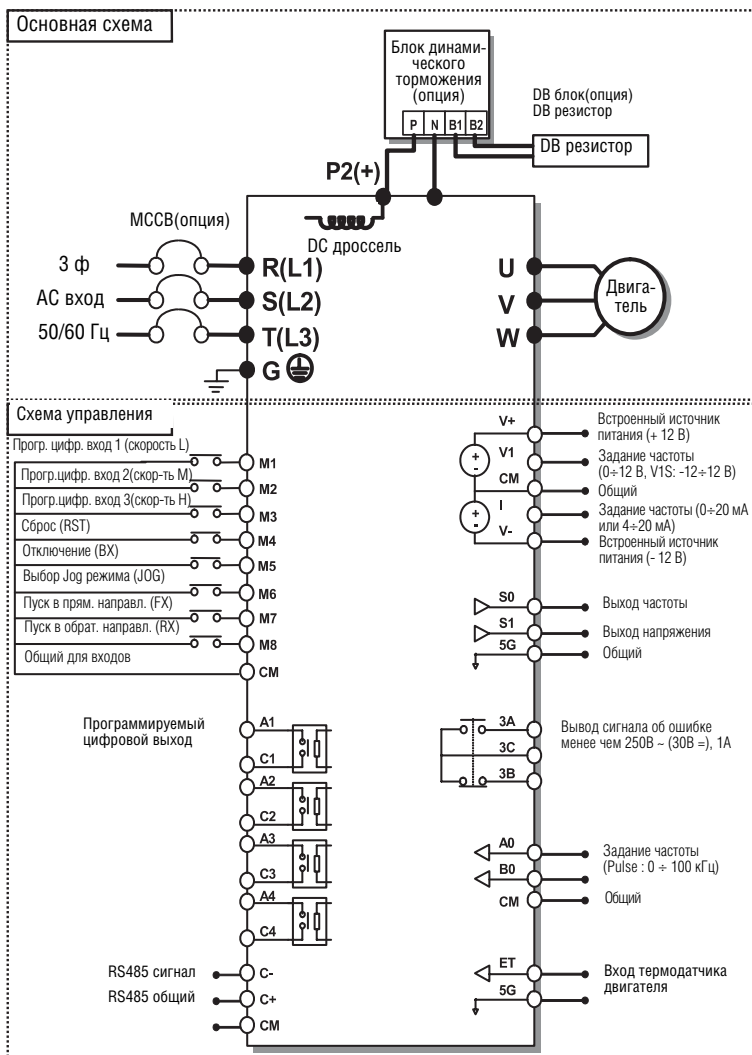 Основная схема
Блок динами-
ческого
торможения
(опция)
P N B1 B2
DB блок(опция)
DB резистор
DB резистор
P2(+)
DC дроссель
MCCB(опция)
3 ф
AC вход
50/60 Гц
R(L1)
S(L2)
T(L3)
G
U
V
W
Двига-
тель
Схема управления
Прогр. цифр. вход 1 (скорость L)
M1
Прогр.цифр. вход 2(скор-ть M)
M2
Прогр.цифр. вход 3(скор-ть H)
M3
Сброс (RST)
M4
Отключение (BX)
M5
Выбор Jog режима (JOG)
M6
Пуск в прям. направл. (FX)
M7
Пуск в обрат. направл. (RX)
M8
Общий для входов
CM
V+
Встроенный источник
питания (+ 12 В)
V1
Задание частоты
(0÷12 В, V1S: -12÷12 В)
CM
Общий
I
Задание частоты (0÷20 мА
или 4÷20 мА)
V-
Встроенный источник
питания (- 12 В)
+
-
+
-
S0
Выход частоты
S1
Выход напряжения
5G
Общий
Программируемый
цифровой выход
A1
C1
A2
C2
A3
C3
A4
C4
3A
3C
3B
Вывод сигнала об ошибке
менее чем 250В ~ (30В =), 1А
A0
B0
Задание частоты
(Pulse : 0 ÷ 100 кГц)
CM
Общий
RS485 сигнал
C-
RS485 общий
C+
CM
ET
Вход термодатчика
двигателя
5G